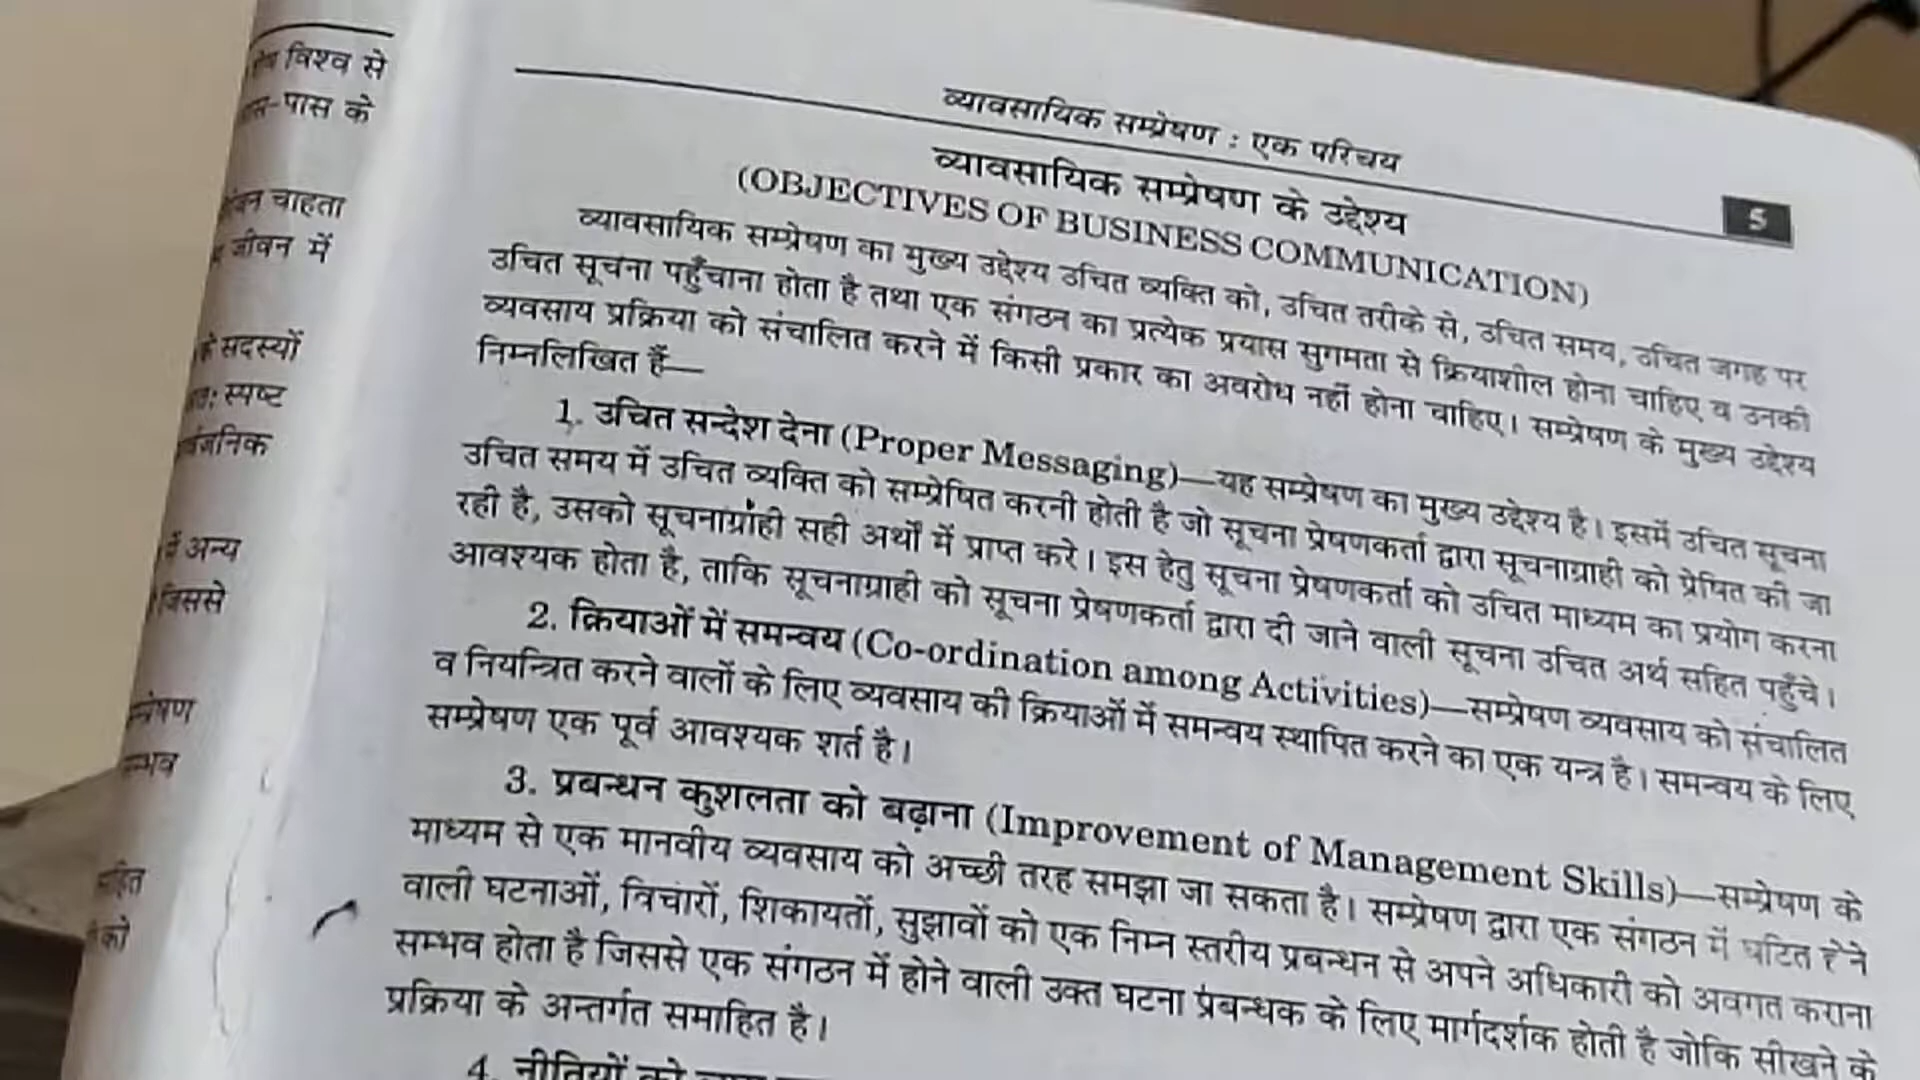 विश्व से
पास के
चाहता
जीवन में
के सदस्यों
स्पष्ट
में अन्य
जिससे
को
व्यावसायिक सम्प्रेषण : एक परिचय
5
व्यावसायिक सम्प्रेषण के उद्देश्य
(OBJECTIVES OF BUSINESS COMMUNICATION)
व्यावसायिक सम्प्रेषण का मुख्य उद्देश्य उचित व्यक्ति को, उचित तरीके से, उचित समय, उचित जगह पर
उचित सूचना पहुँचाना होता है तथा एक संगठन का प्रत्येक प्रयास सुगमता से क्रियाशील होना चाहिए व उनकी
व्यवसाय प्रक्रिया को संचालित करने में किसी प्रकार का अवरोध नहीं होना चाहिए। सम्प्रेषण के मुख्य उद्देश्य
निम्नलिखित हैं—
1. उचित सन्देश देना (Proper Messaging)—यह सम्प्रेषण का मुख्य उद्देश्य है। इसमें उचित सूचना
उचित समय में उचित व्यक्ति को सम्प्रेषित करनी होती है जो सूचना प्रेषणकर्ता द्वारा सूचनाग्राही को प्रेषित की जा
रही है, उसको सूचनाग्राही सही अर्थों में प्राप्त करे। इस हेतु सूचना प्रेषणकर्ता को उचित माध्यम का प्रयोग करना
आवश्यक होता है, ताकि सूचनाग्राही को सूचना प्रेषणकर्ता द्वारा दी जाने वाली सूचना उचित अर्थ सहित पहुँचे।
2. क्रियाओं में समन्वय (Co-ordination among Activities)—सम्प्रेषण व्यवसाय को संचालित
व नियन्त्रित करने वालों के लिए व्यवसाय की क्रियाओं में समन्वय स्थापित करने का एक यन्त्र है। समन्वय के लिए
सम्प्रेषण एक पूर्व आवश्यक शर्त है।
3. प्रबन्धन कुशलता को बढ़ाना (Improvement of Management Skills)—सम्प्रेषण के
माध्यम से एक मानवीय व्यवसाय को अच्छी तरह समझा जा सकता है। सम्प्रेषण द्वारा एक संगठन में घटित होने
वाली घटनाओं, विचारों, शिकायतों, सुझावों को एक निम्न स्तरीय प्रबन्धन से अपने अधिकारी को अवगत कराना
सम्भव होता है जिससे एक संगठन में होने वाली उक्त घटना प्रबन्धक के लिए मार्गदर्शक होती है जोकि सीखने के
प्रक्रिया के अन्तर्गत समाहित है।
4. नीतियों को